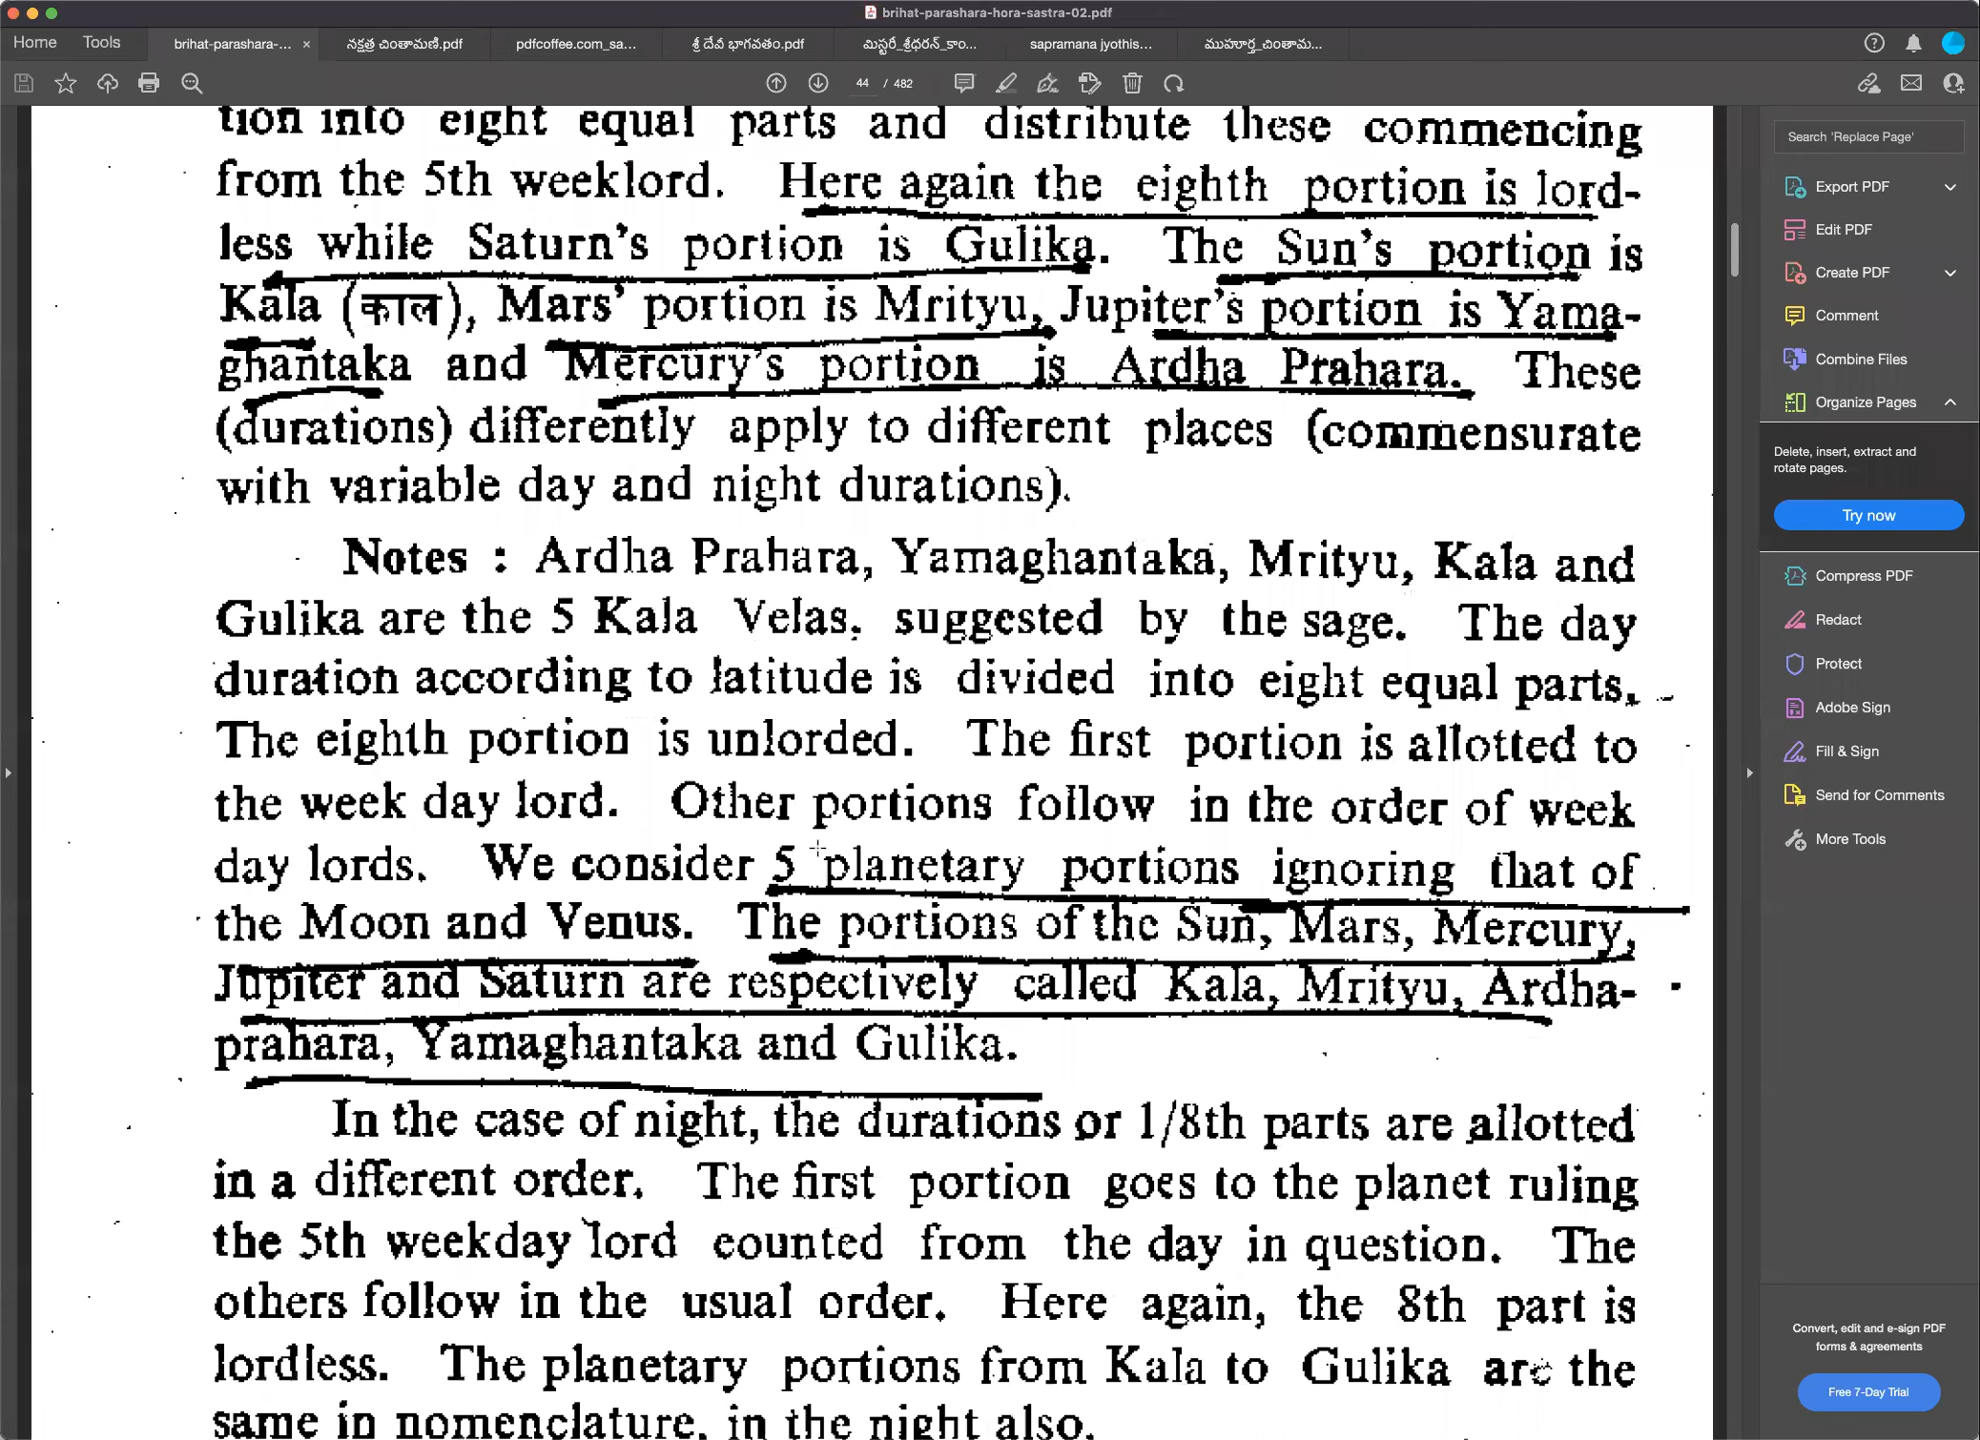 brihat-parashara-hora-sastra-02.pdf
Home Tools brihat-parashara-... × నక్షత్ర చింతామణి.pdf pdfcoffee.com_sa... శ్రీ దేవీ భాగవతం.pdf మిస్టరీ_శ్రీధరన్_కాం... sapramana jyothis... ముహూర్త_చింతామ...
44 / 482
tion into eight equal parts and distribute these commencing
from the 5th weeklord. Here again the eighth portion is lord-
less while Saturn's portion is Gulika. The Sun's portion is
Kala (काल), Mars' portion is Mrityu, Jupiter's portion is Yama-
ghantaka and Mercury's portion is Ardha Prahara. These
(durations) differently apply to different places (commensurate
with variable day and night durations).
Notes : Ardha Prahara, Yamaghantaka, Mrityu, Kala and
Gulika are the 5 Kala Velas. suggested by the sage. The day
duration according to latitude is divided into eight equal parts.
The eighth portion is unlorded. The first portion is allotted to
the week day lord. Other portions follow in the order of week
day lords. We consider 5 planetary portions ignoring that of
the Moon and Venus. The portions of the Sun, Mars, Mercury,
Jupiter and Saturn are respectively called Kala, Mrityu, Ardha-
prahara, Yamaghantaka and Gulika.
In the case of night, the durations or 1/8th parts are allotted
in a different order. The first portion goes to the planet ruling
the 5th weekday lord counted from the day in question. The
others follow in the usual order. Here again, the 8th part is
lordless. The planetary portions from Kala to Gulika are the
same in nomenclature, in the night also.
Search 'Replace Page'
Export PDF
Edit PDF
Create PDF
Comment
Combine Files
Organize Pages
Delete, insert, extract and
rotate pages.
Try now
Compress PDF
Redact
Protect
Adobe Sign
Fill & Sign
Send for Comments
More Tools
Convert, edit and e-sign PDF
forms & agreements
Free 7-Day Trial